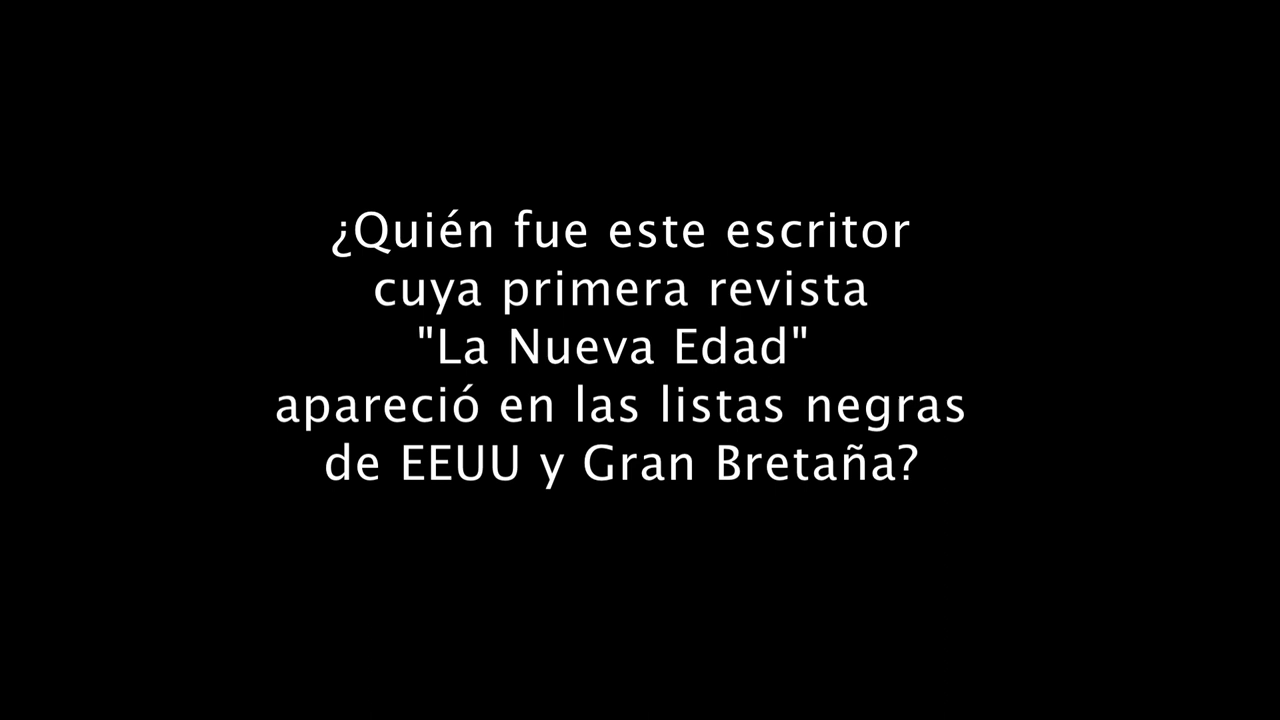 ¿Quién fue este escritor
cuya primera revista
"La Nueva Edad"
apareció en las listas negras
de EEUU y Gran Bretaña?